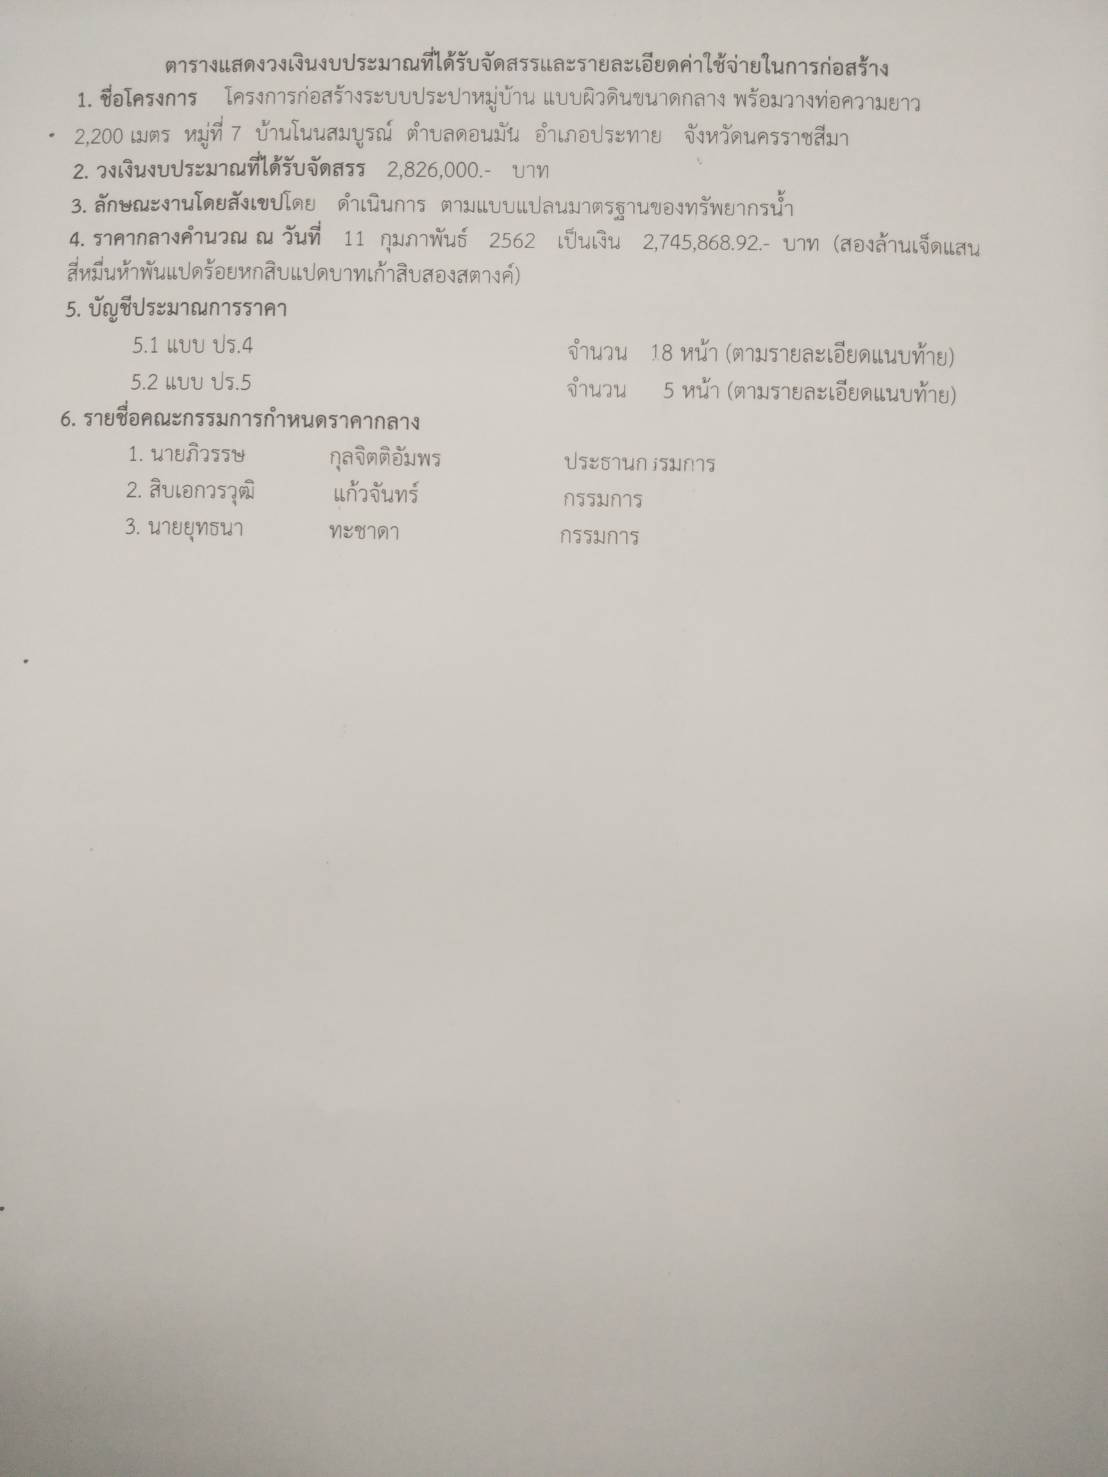 ตารางแสดงวงเงินงบประมาณที่ได้รับจัดสรรและรายละเอียดค่าใช้จ่ายในการก่อสร้าง
1. ชื่อโครงการ โครงการก่อสร้างระบบประปาหมู่บ้าน แบบผิวดินขนาดกลาง พร้อมวางท่อความยาว
2,200 เมตร หมู่ที่ 7 บ้านโนนสมบูรณ์ ตำบลดอนมัน อำเภอประทาย จังหวัดนครราชสีมา
2. วงเงินงบประมาณที่ได้รับจัดสรร 2,826,000.- บาท
3. ลักษณะงานโดยสังเขปโดย ดำเนินการ ตามแบบแปลนมาตรฐานของทรัพยากรน้ำ
4. ราคากลางคำนวณ ณ วันที่ 11 กุมภาพันธ์ 2562 เป็นเงิน 2,745,868.92.- บาท (สองล้านเจ็ดแสน
สี่หมื่นห้าพันแปดร้อยหกสิบแปดบาทเก้าสิบสองสตางค์)
5. บัญชีประมาณการราคา
5.1 แบบ ปร.4 จำนวน 18 หน้า (ตามรายละเอียดแนบท้าย)
5.2 แบบ ปร.5 จำนวน 5 หน้า (ตามรายละเอียดแนบท้าย)
6. รายชื่อคณะกรรมการกำหนดราคากลาง
1. นายภิวรรษ กุลจิตติอัมพร ประธานกรรมการ
2. สิบเอกวรวุฒิ แก้วจันทร์ กรรมการ
3. นายยุทธนา ทะชาดา กรรมการ